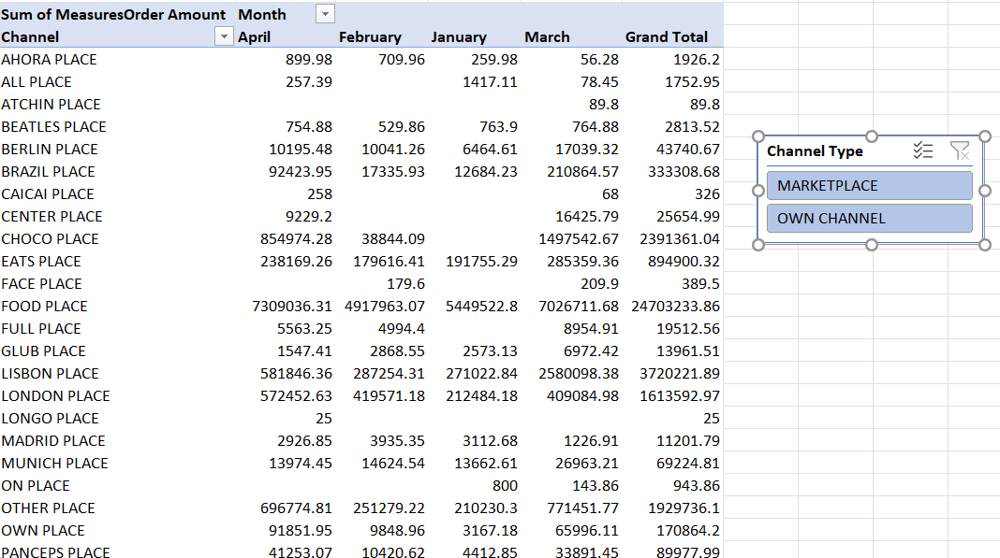 Sum of MeasuresOrder Amount Month
Channel April February January March Grand Total
AHORA PLACE 899.98 709.96 259.98 56.28 1926.2
ALL PLACE 257.39 1417.11 78.45 1752.95
ATCHIN PLACE 89.8 89.8
BEATLES PLACE 754.88 529.86 763.9 764.88 2813.52
BERLIN PLACE 10195.48 10041.26 6464.61 17039.32 43740.67
BRAZIL PLACE 92423.95 17335.93 12684.23 210864.57 333308.68
CAICAI PLACE 258 68 326
CENTER PLACE 9229.2 16425.79 25654.99
CHOCO PLACE 854974.28 38844.09 1497542.67 2391361.04
EATS PLACE 238169.26 179616.41 191755.29 285359.36 894900.32
FACE PLACE 179.6 209.9 389.5
FOOD PLACE 7309036.31 4917963.07 5449522.8 7026711.68 24703233.86
FULL PLACE 5563.25 4994.4 8954.91 19512.56
GLUB PLACE 1547.41 2868.55 2573.13 6972.42 13961.51
LISBON PLACE 581846.36 287254.31 271022.84 2580098.38 3720221.89
LONDON PLACE 572452.63 419571.18 212484.18 409084.98 1613592.97
LONGO PLACE 25 25
MADRID PLACE 2926.85 3935.35 3112.68 1226.91 11201.79
MUNICH PLACE 13974.45 14624.54 13662.61 26963.21 69224.81
ON PLACE 800 143.86 943.86
OTHER PLACE 696774.81 251279.22 210230.3 771451.77 1929736.1
OWN PLACE 91851.95 9848.96 3167.18 65996.11 170864.2
PANCEPS PLACE 41253.07 10420.62 4412.85 33891.45 89977.99
Channel Type
MARKETPLACE
OWN CHANNEL